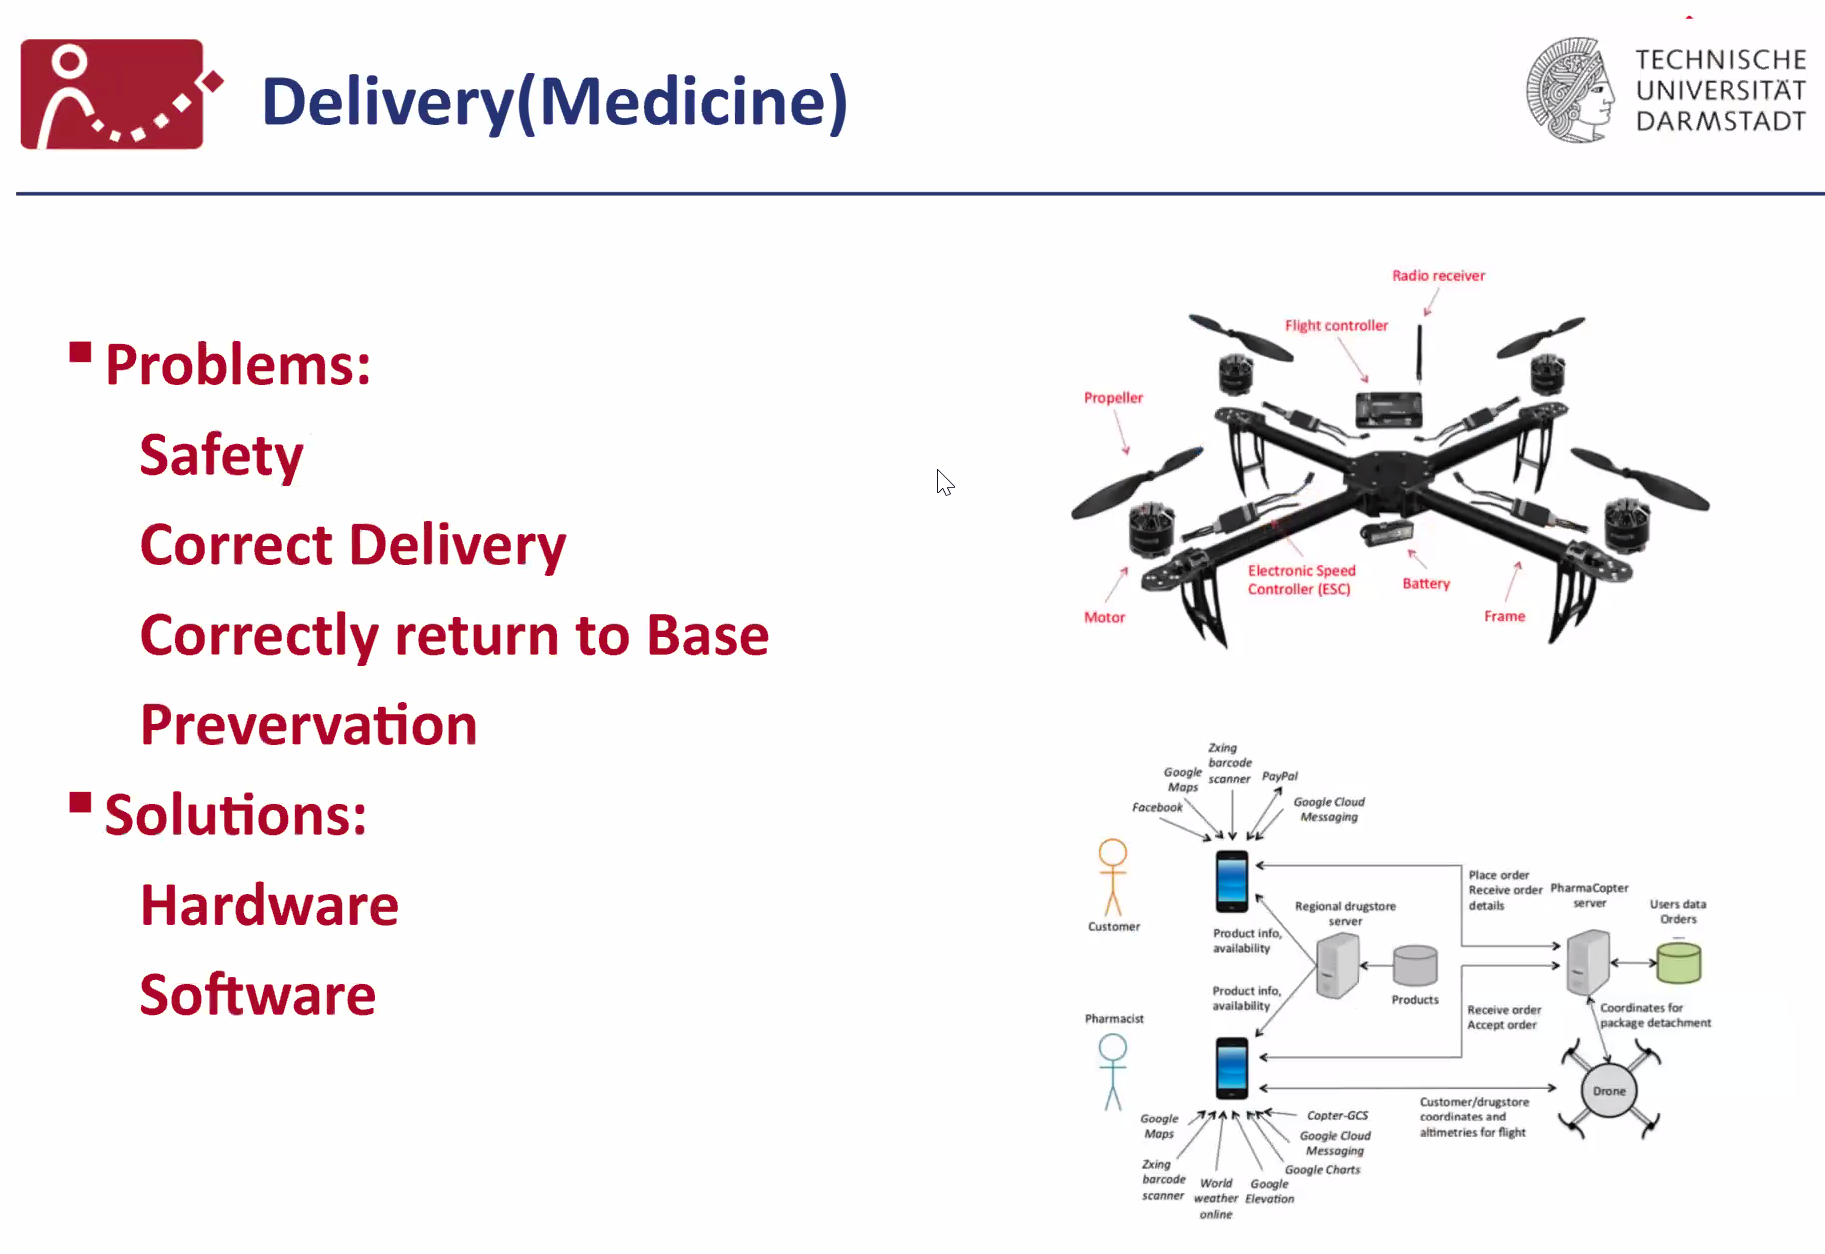 Delivery(Medicine)
TECHNISCHE
UNIVERSITÄT
DARMSTADT
Problems:
Safety
Correct Delivery
Correctly return to Base
Prevervation
Solutions:
Hardware
Software
Radio receiver
Flight controller
Propeller
Electronic Speed
Controller (ESC)
Battery
Motor
Frame
Zxing
barcode
scanner
Google
Maps
PayPal
Facebook
Google Cloud
Messaging
Customer
Place order
Receive order
details
PharmaCopter
server
Users data
Orders
Regional drugstore
server
Product info,
availability
Products
Product info,
availability
Receive order
Accept order
Coordinates for
package detachment
Pharmacist
Drone
Customer/drugstore
coordinates and
altimetries for flight
Google
Maps
Copter-GCS
Google Cloud
Messaging
Google Charts
Zxing
barcode
scanner
World
weather
online
Google
Elevation